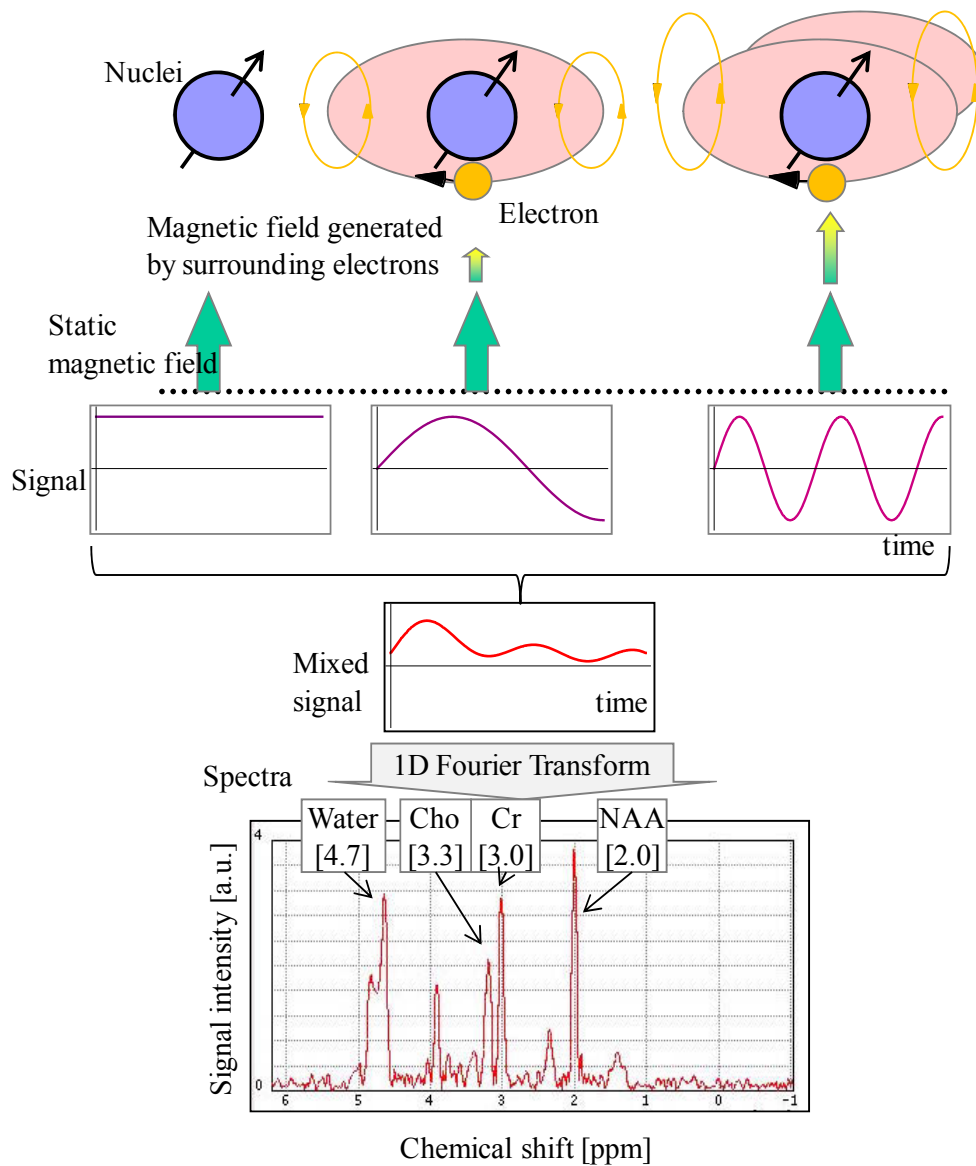 Nuclei
Electron
Magnetic field generated
by surrounding electrons
Static
magnetic field
Signal
time
Mixed
signal
time
1D Fourier Transform
Spectra
Water
[4.7]
Cho
[3.3]
Cr
[3.0]
NAA
[2.0]
Signal intensity [a.u.]
4
0
6 5 4 3 2 1 0 -1
Chemical shift [ppm]